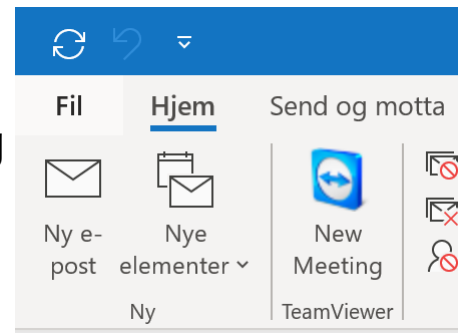 Fil Hjem Send og motta
Ny e-
post
Nye
elementer
New
Meeting
Ny
TeamViewer